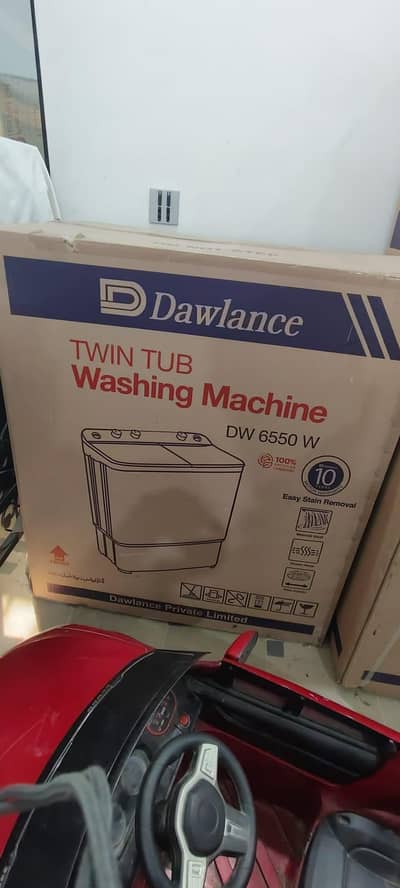 Dawlance
TWIN TUB
Washing Machine
DW 6550 W
100%
10
Easy Stain Removal
Dawlance Private Limited